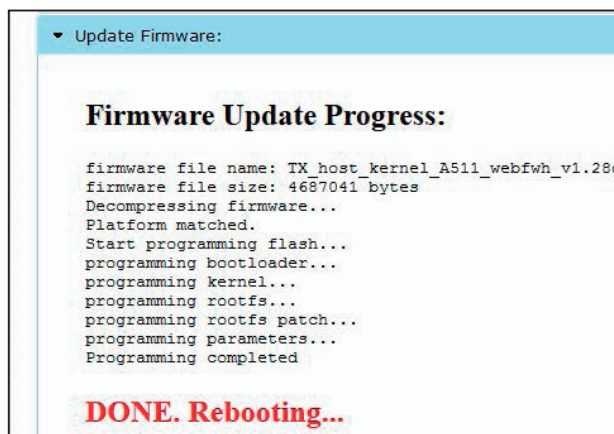 Update Firmware:
Firmware Update Progress:
firmware file name: TX_host_kernel_A511_webfwh_v1.28
firmware file size: 4687041 bytes
Decompressing firmware...
Platform matched.
Start programming flash...
programming bootloader...
programming kernel...
programming rootfs...
programming rootfs patch...
programming parameters...
Programming completed
DONE. Rebooting...